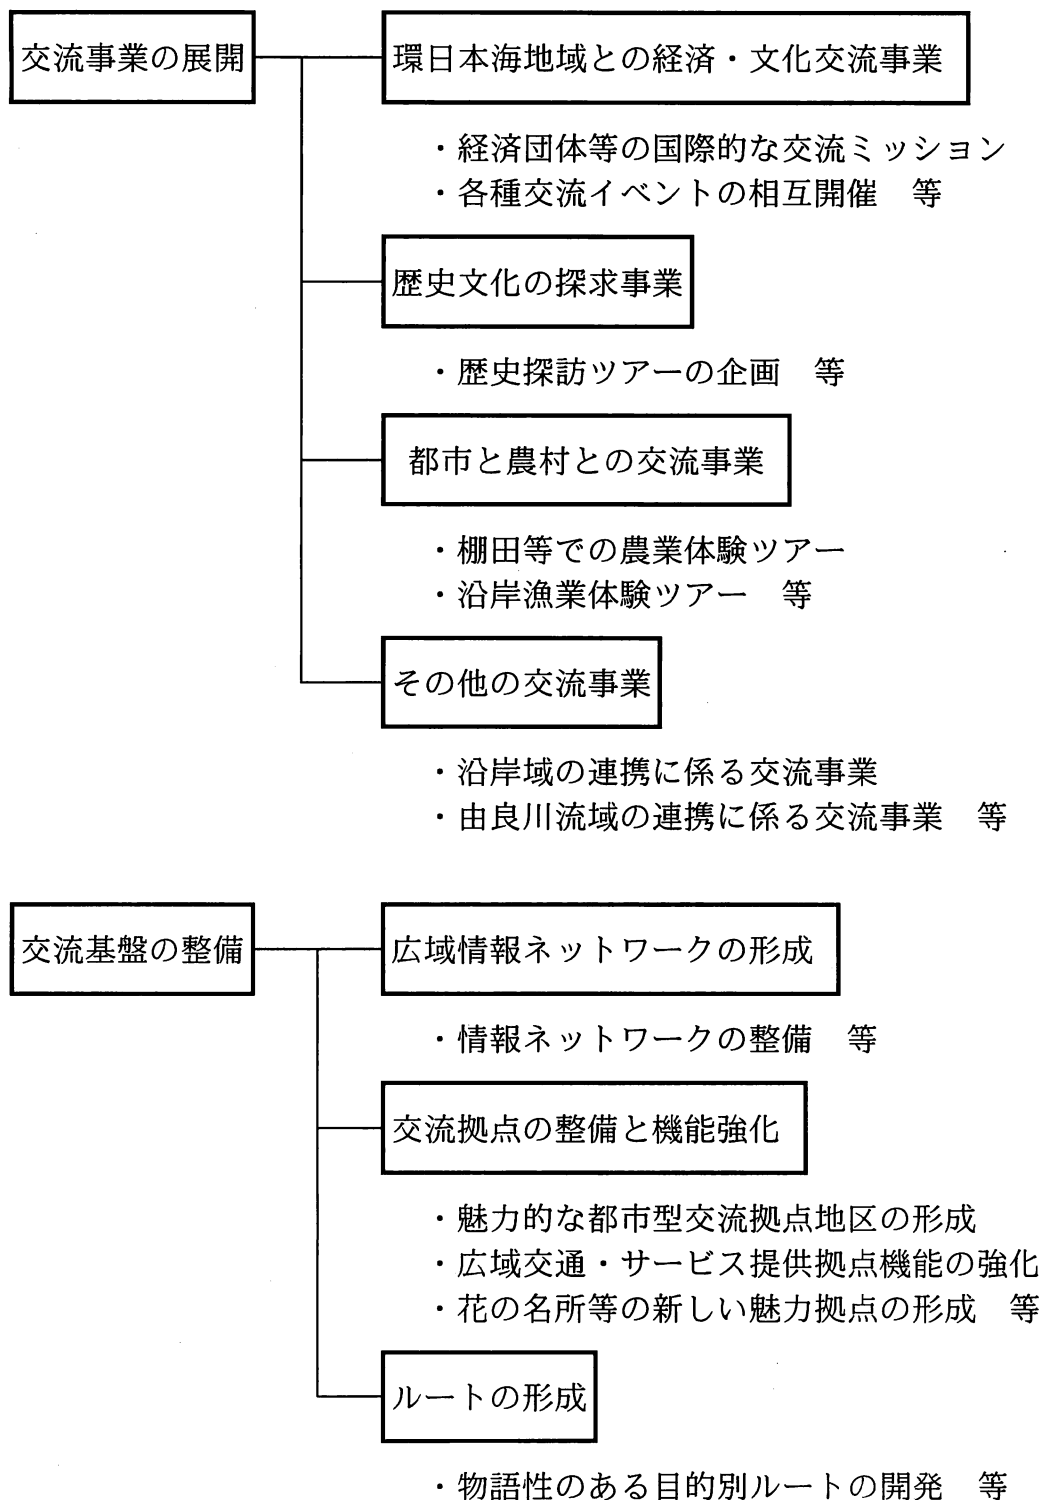 交流事業の展開
環日本海地域との経済・文化交流事業
・経済団体等の国際的な交流ミッション
・各種交流イベントの相互開催　等
歴史文化の探求事業
・歴史探訪ツアーの企画　等
都市と農村との交流事業
・棚田等での農業体験ツアー
・沿岸漁業体験ツアー　等
その他の交流事業
・沿岸域の連携に係る交流事業
・由良川流域の連携に係る交流事業　等
交流基盤の整備
広域情報ネットワークの形成
・情報ネットワークの整備　等
交流拠点の整備と機能強化
・魅力的な都市型交流拠点地区の形成
・広域交通・サービス提供拠点機能の強化
・花の名所等の新しい魅力拠点の形成　等
ルートの形成
・物語性のある目的別ルートの開発　等